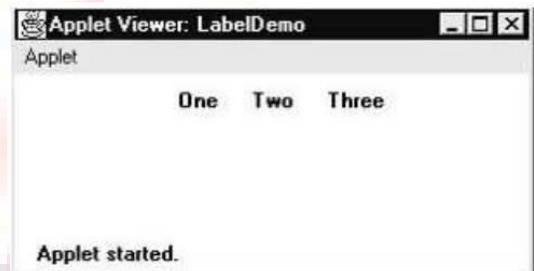 Applet Viewer: LabelDemo
Applet
One Two Three
Applet started.